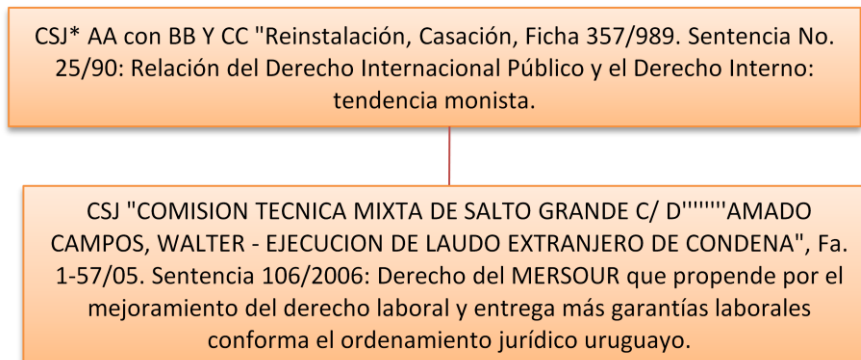 CSJ* AA con BB Y CC "Reinstalación, Casación, Ficha 357/989. Sentencia No.
25/90: Relación del Derecho Internacional Público y el Derecho Interno:
tendencia monista.
CSJ "COMISION TECNICA MIXTA DE SALTO GRANDE C/ D''''''''AMADO
CAMPOS, WALTER - EJECUCION DE LAUDO EXTRANJERO DE CONDENA", Fa.
1-57/05. Sentencia 106/2006: Derecho del MERSOUR que propende por el
mejoramiento del derecho laboral y entrega más garantías laborales
conforma el ordenamiento jurídico uruguayo.